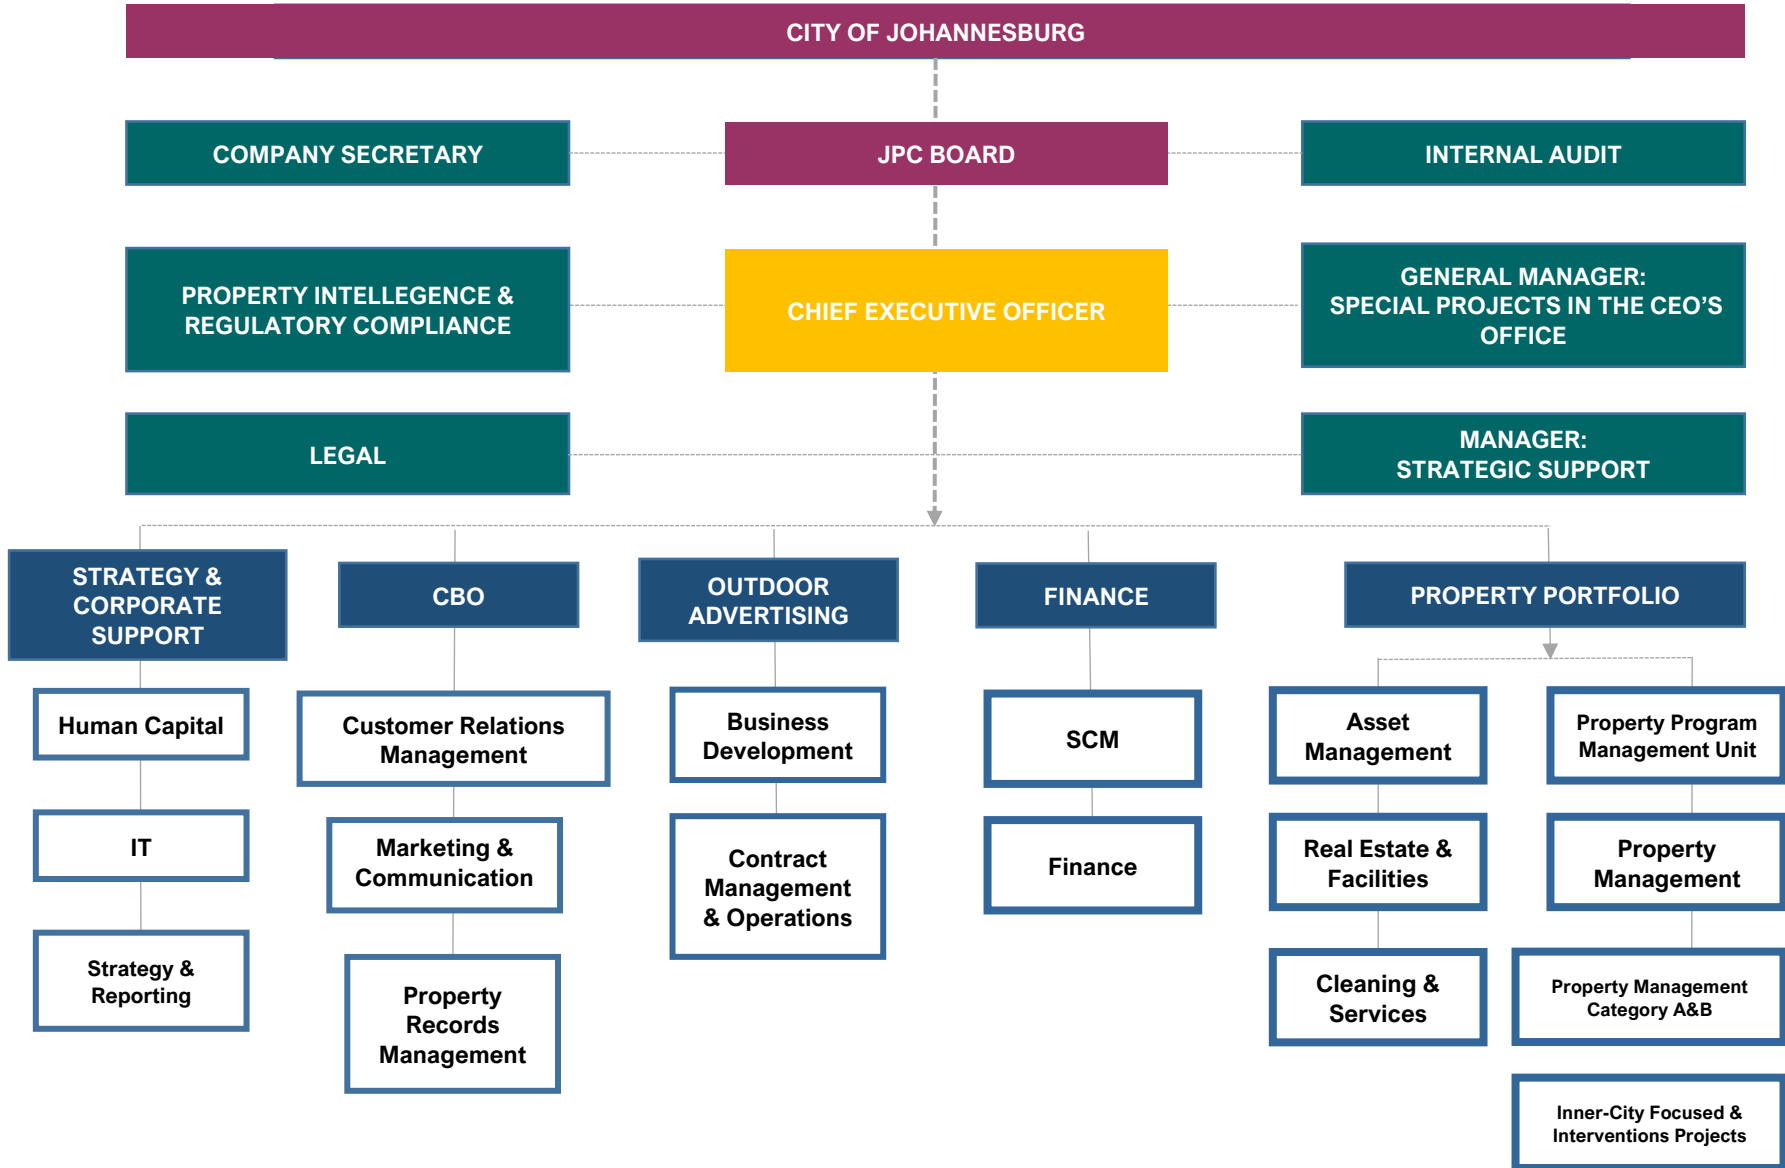 CITY OF JOHANNESBURG
COMPANY SECRETARY
JPC BOARD
INTERNAL AUDIT
PROPERTY INTELLEGENCE &
REGULATORY COMPLIANCE
CHIEF EXECUTIVE OFFICER
GENERAL MANAGER:
SPECIAL PROJECTS IN THE CEO’S
OFFICE
LEGAL
MANAGER:
STRATEGIC SUPPORT
STRATEGY &
CORPORATE
SUPPORT
CBO
OUTDOOR
ADVERTISING
FINANCE
PROPERTY PORTFOLIO
Human Capital
IT
Strategy &
Reporting
Customer Relations
Management
Marketing &
Communication
Property
Records
Management
Business
Development
Contract
Management
& Operations
SCM
Finance
Asset
Management
Real Estate &
Facilities
Cleaning &
Services
Property Program
Management Unit
Property
Management
Property Management
Category A&B
Inner-City Focused &
Interventions Projects